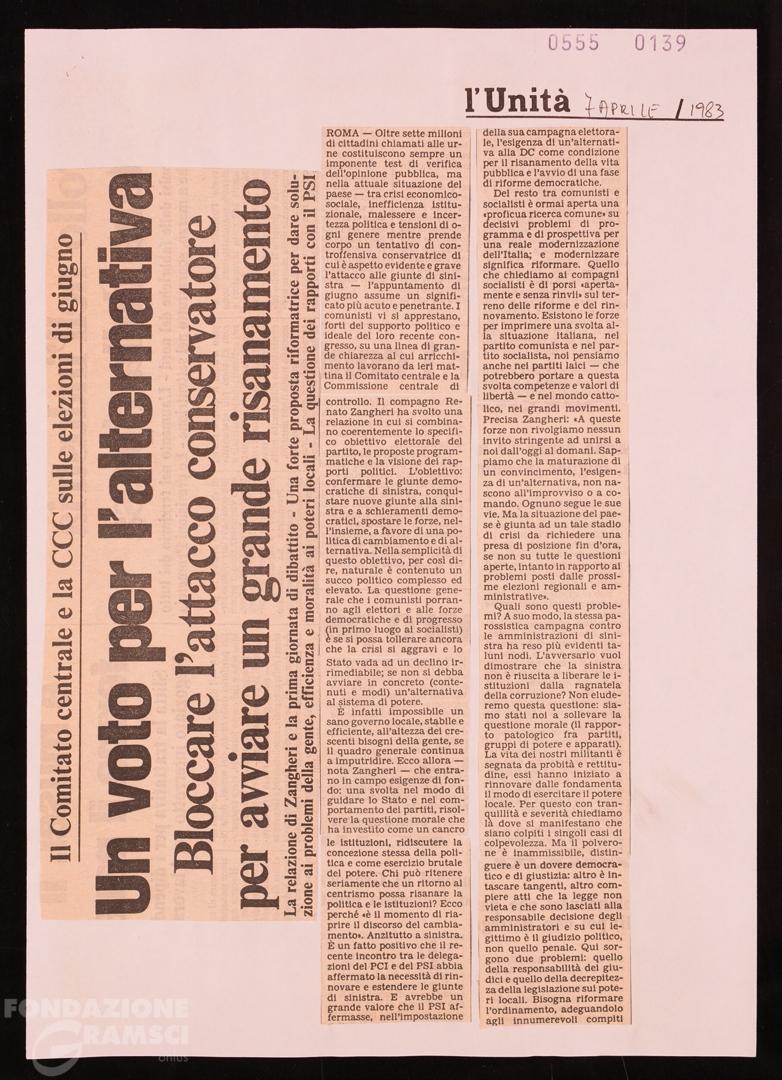 0555 0139
l'Unità 7 APRILE / 1983
Il Comitato centrale e la CCC sulle elezioni di giugno
Un voto per l'alternativa
Bloccare l'attacco conservatore
per avviare un grande risanamento
La relazione di Zangheri e la prima giornata di dibattito - Una forte proposta riformatrice per dare solu-
zione ai problemi della gente, efficienza e moralità ai poteri locali - La questione dei rapporti con il PSI
ROMA — Oltre sette milioni
di cittadini chiamati alle ur-
ne costituiscono sempre un
imponente test di verifica
dell'opinione pubblica, ma
nella attuale situazione del
paese — tra crisi economico-
sociale, inefficienza istitu-
zionale, malessere e incer-
tezza politica e tensioni di o-
gni genere mentre prende
corpo un tentativo di con-
troffensiva conservatrice di
cui è aspetto evidente e grave
l'attacco alle giunte di sini-
stra — l'appuntamento di
giugno assume un signifi-
cato più acuto e penetrante. I
comunisti vi si apprestano,
forti del supporto politico e
ideale del loro recente con-
gresso, su una linea di gran-
de chiarezza al cui arricchi-
mento lavorano da ieri mat-
tina il Comitato centrale e la
Commissione centrale di
controllo. Il compagno Re-
nato Zangheri ha svolto una
relazione in cui si combina-
no coerentemente lo specifi-
co obiettivo elettorale del
partito, le proposte program-
matiche e la visione dei rap-
porti politici. L'obiettivo:
confermare le giunte demo-
cratiche di sinistra, conqui-
stare nuove giunte alla sini-
stra e a schieramenti demo-
cratici, spostare le forze, nel-
l'insieme, a favore di una po-
litica di cambiamento e di al-
ternativa. Nella semplicità di
questo obiettivo, per così di-
re, naturale è contenuto un
succo politico complesso ed
elevato. La questione gene-
rale che i comunisti porran-
no agli elettori e alle forze
democratiche e di progresso
(in primo luogo ai socialisti)
è se si possa tollerare ancora
che la crisi si aggravi e lo
Stato vada ad un declino ir-
rimediabile; se non si debba
avviare in concreto (conte-
nuti e modi) un'alternativa
al sistema di potere.
È infatti impossibile un
sano governo locale, stabile e
efficiente, all'altezza dei cre-
scenti bisogni della gente, se
il quadro generale continua
a imputridire. Ecco allora —
nota Zangheri — che entra-
no in campo esigenze di fon-
do: una svolta nel modo di
guidare lo Stato e nel com-
portamento dei partiti, risol-
vere la questione morale che
ha investito come un cancro
le istituzioni, ridiscutere la
concezione stessa della poli-
tica e come esercizio brutale
del potere. Chi può ritenere
seriamente che un ritorno al
centrismo possa risanare la
politica e le istituzioni? Ecco
perché «è il momento di ria-
prire il discorso del cambia-
mento». Anzitutto a sinistra.
È un fatto positivo che il re-
cente incontro tra le delega-
zioni del PCI e del PSI abbia
affermato la necessità di rin-
novare e estendere le giunte
di sinistra. E avrebbe un
grande valore che il PSI af-
fermasse, nell'impostazione
della sua campagna elettora-
le, l'esigenza di un'alternati-
va alla DC come condizione
per il risanamento della vita
pubblica e l'avvio di una fase
di riforme democratiche.
Del resto tra comunisti e
socialisti è ormai aperta una
«proficua ricerca comune» su
decisivi problemi di pro-
gramma e di prospettiva per
una reale modernizzazione
dell'Italia; e modernizzare
significa riformare. Quello
che chiediamo ai compagni
socialisti è di porsi «aperta-
mente e senza rinvii» sul ter-
reno delle riforme e del rin-
novamento. Esistono le forze
per imprimere una svolta al-
la situazione italiana, nel
partito comunista e nel par-
tito socialista, noi pensiamo
anche nei partiti laici — che
potrebbero portare a questa
svolta competenze e valori di
libertà — e nel mondo catto-
lico, nei grandi movimenti.
Precisa Zangheri: «A queste
forze non rivolgiamo nessun
invito stringente ad unirsi a
noi dall'oggi al domani. Sap-
piamo che la maturazione di
un convincimento, l'esigen-
za di un'alternativa, non na-
scono all'improvviso o a co-
mando. Ognuno segue le sue
vie. Ma la situazione del pae-
se è giunta ad un tale stadio
di crisi da richiedere una
presa di posizione fin d'ora,
se non su tutte le questioni
aperte, intanto in rapporto ai
problemi posti dalle prossi-
me elezioni regionali e am-
ministrative».
Quali sono questi proble-
mi? A suo modo, la stessa pa-
rossistica campagna contro
le amministrazioni di sini-
stra ha reso più evidenti ta-
luni nodi. L'avversario vuol
dimostrare che la sinistra
non è riuscita a liberare le i-
stituzioni dalla ragnatela
della corruzione? Non elude-
remo questa questione: sia-
mo stati noi a sollevare la
questione morale (il rappor-
to patologico fra partiti,
gruppi di potere e apparati).
La vita dei nostri militanti è
segnata da probità e rettitu-
dine, essi hanno iniziato a
rinnovare dalle fondamenta
il modo di esercitare il potere
locale. Per questo con tran-
quillità e severità chiediamo
là dove si manifestano che
siano colpiti i singoli casi di
colpevolezza. Ma il polvero-
ne è inammissibile, distin-
guere è un dovere democra-
tico e di giustizia: altro è in-
tascare tangenti, altro com-
piere atti che la legge non
vieta e che sono lasciati alla
responsabile decisione degli
amministratori e su cui le-
gittimo è il giudizio politico,
non quello penale. Qui sor-
gono due problemi: quello
della responsabilità dei giu-
dici e quello della decrepitez-
za della legislazione sui pote-
ri locali. Bisogna riformare
l'ordinamento, adeguandolo
agli innumerevoli compiti
FONDAZIONE
GRAMSCI
onlus